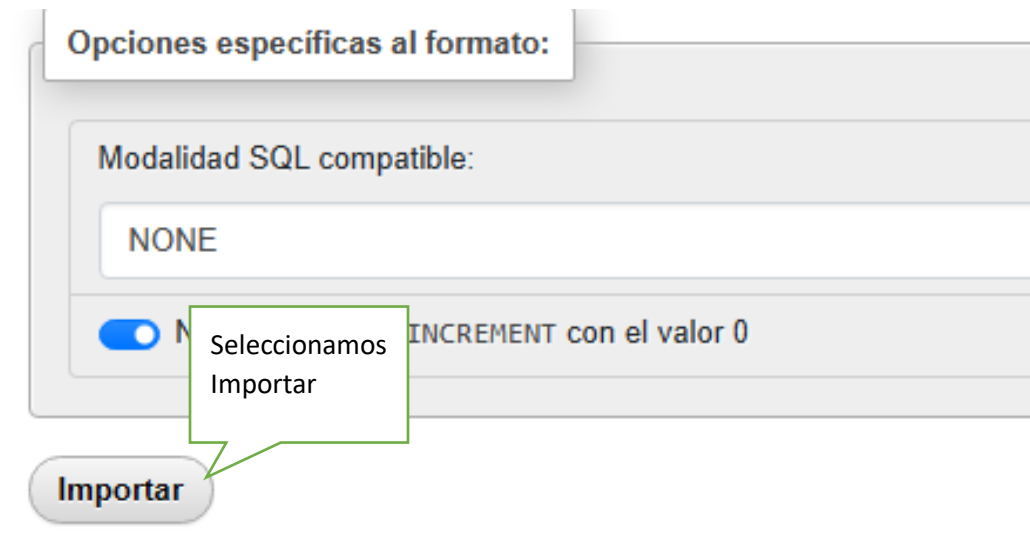 Opciones específicas al formato:
Modalidad SQL compatible:
NONE
INCREMENT con el valor 0
Seleccionamos
Importar
Importar